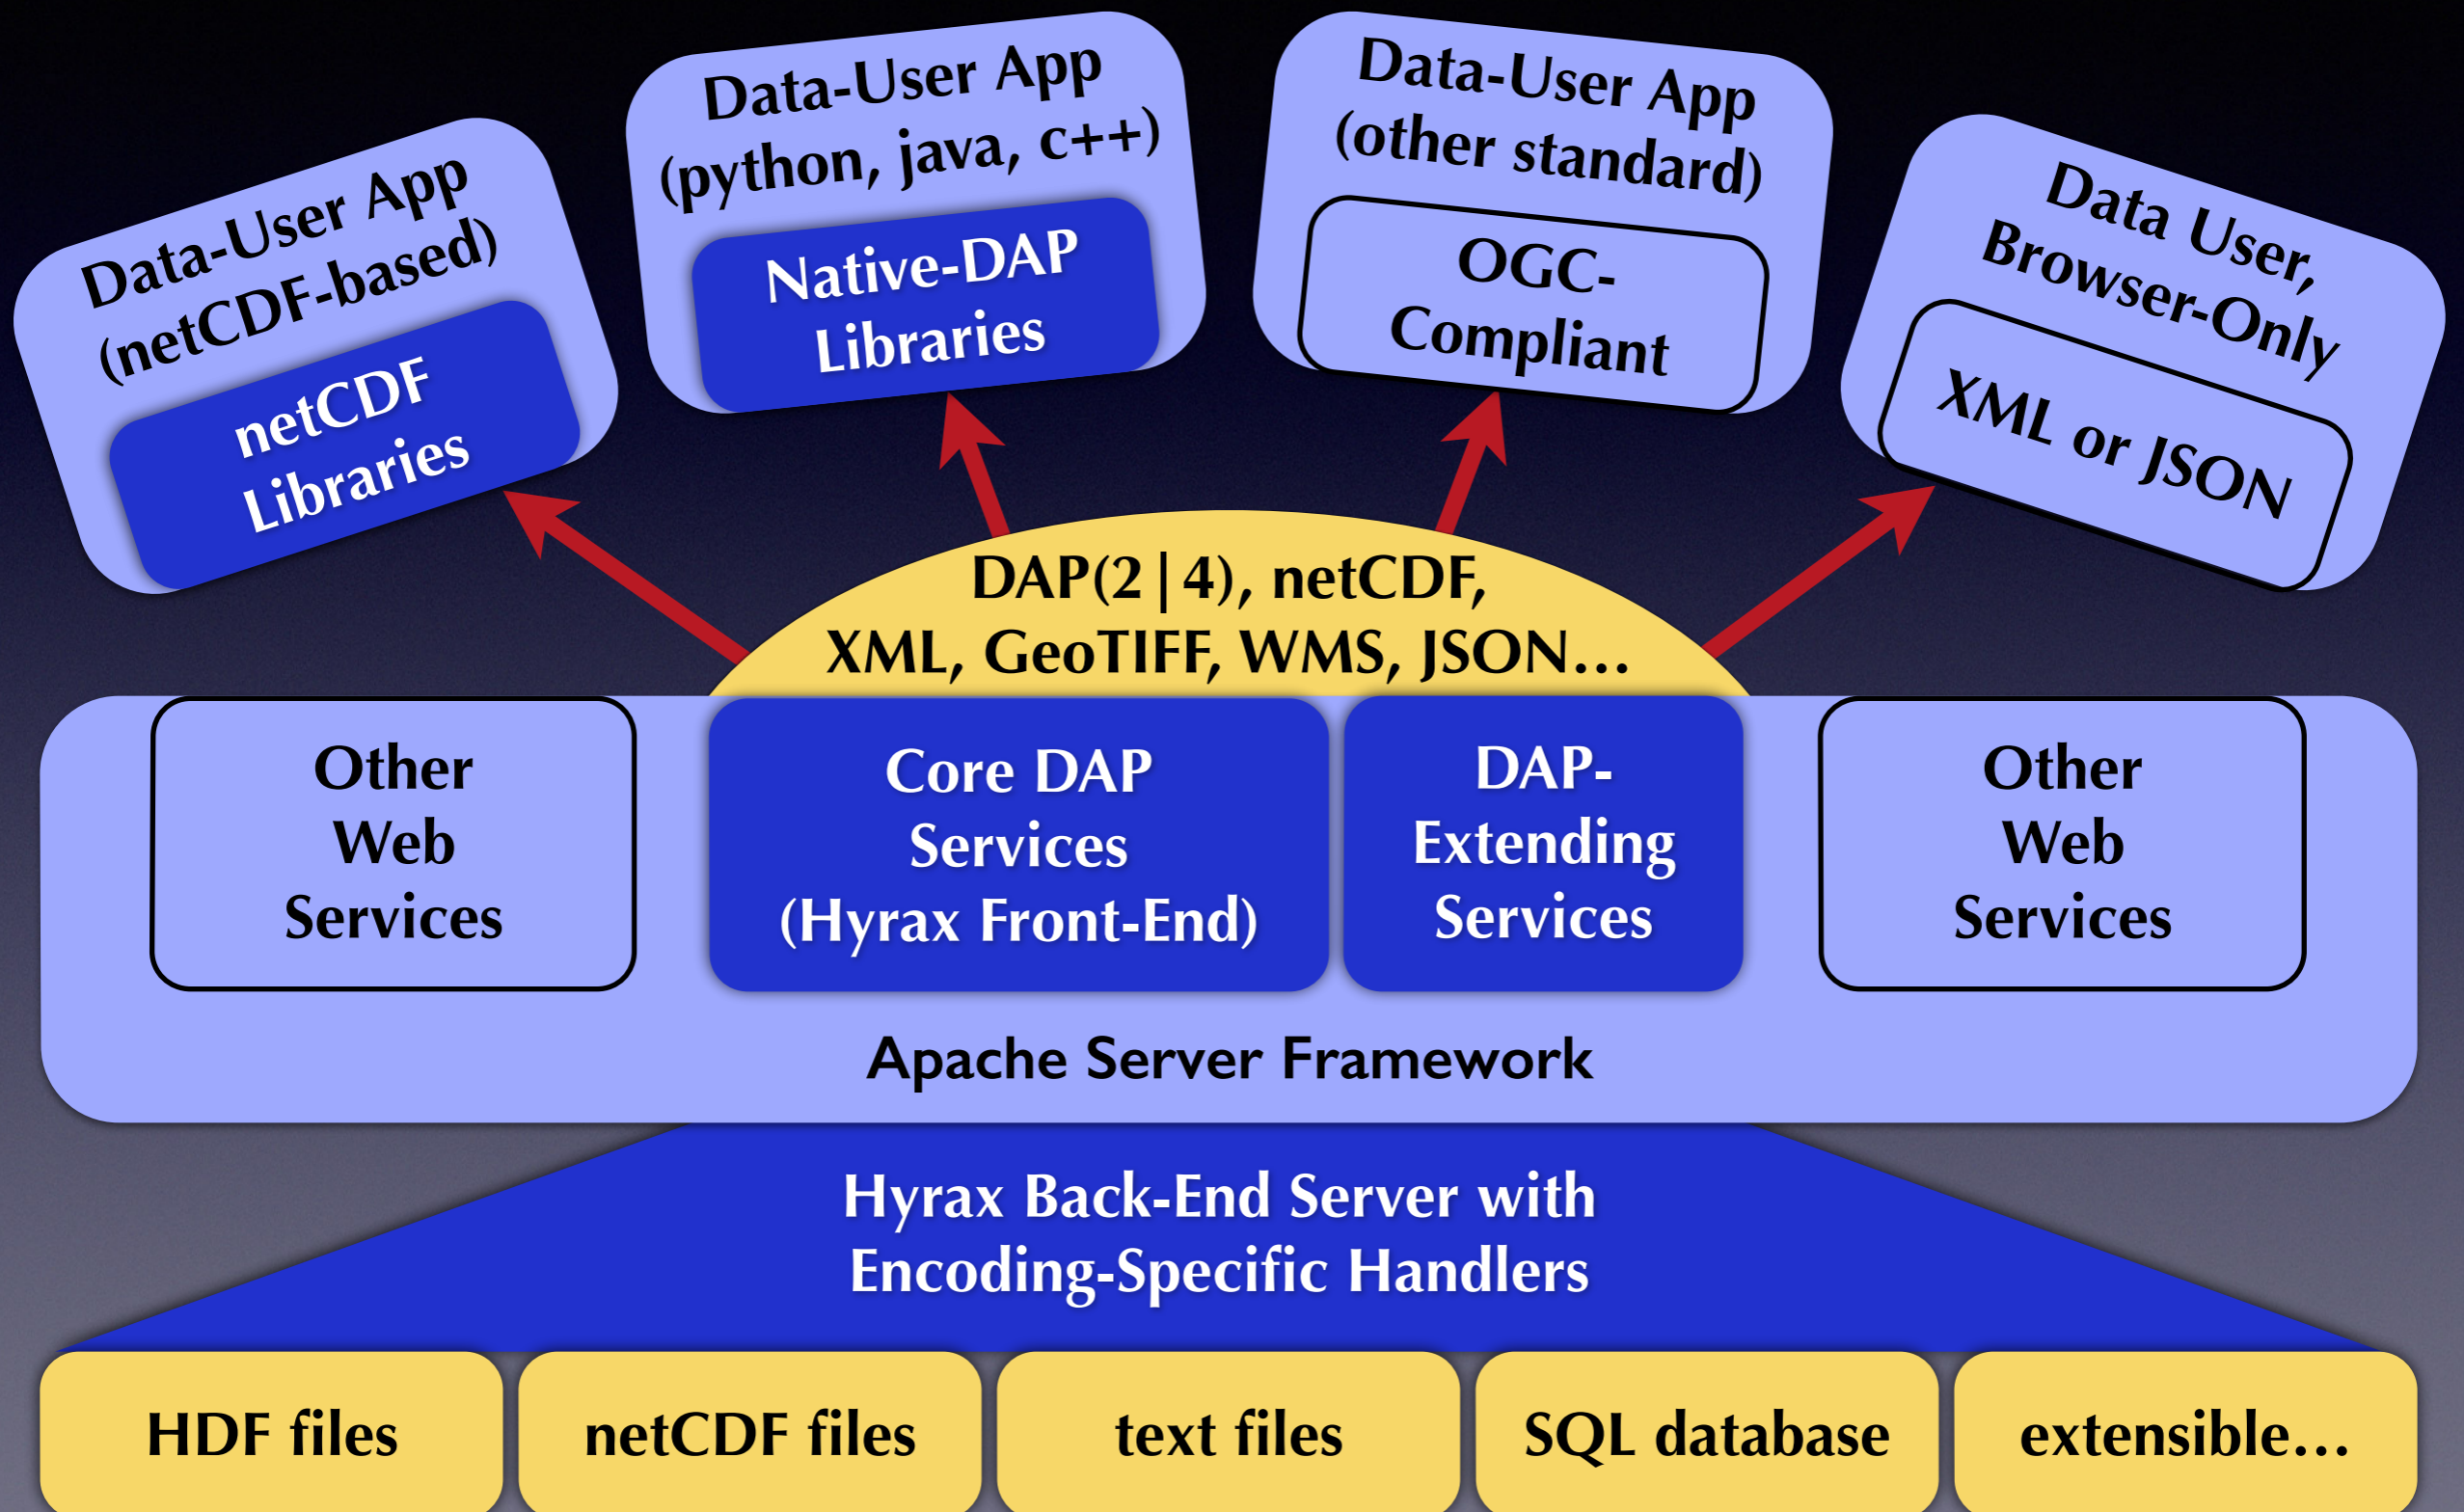 Data-User App
(netCDF-based)
netCDF
Libraries
Data-User App
(python, java, c++)
Native-DAP
Libraries
Data-User App
(other standard)
OGC-
Compliant
Data User,
Browser-Only
XML or JSON
DAP(2|4), netCDF,
XML, GeoTIFF, WMS, JSON...
Other
Web
Services
Core DAP
Services
(Hyrax Front-End)
DAP-
Extending
Services
Other
Web
Services
Apache Server Framework
Hyrax Back-End Server with
Encoding-Specific Handlers
HDF files
netCDF files
text files
SQL database
extensible...